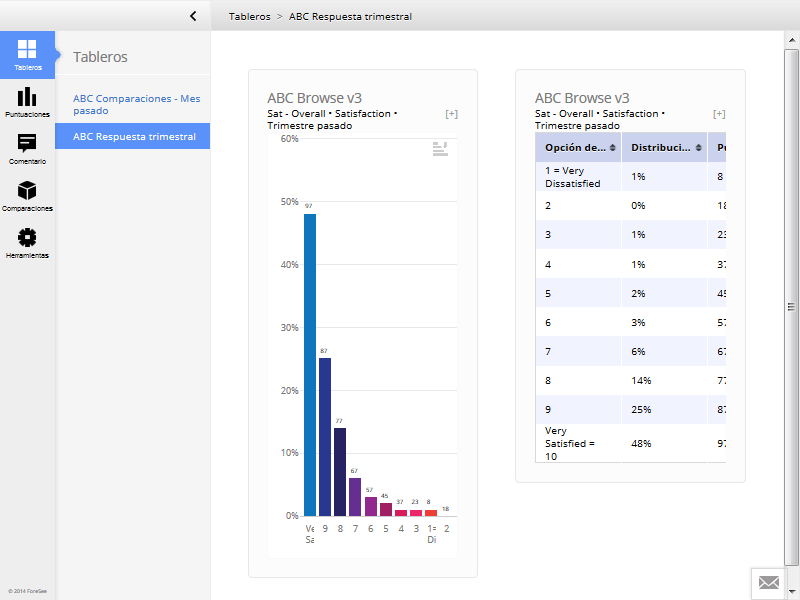 Tableros > ABC Respuesta trimestral
Tableros
Puntuaciones
Comentario
Comparaciones
Herramientas
© 2014 ForeSee
Tableros
ABC Comparaciones - Mes
pasado
ABC Respuesta trimestral
ABC Browse v3
Sat - Overall • Satisfaction •
Trimestre pasado
[+]
60%
50%
40%
30%
20%
10%
0%
97
87
77
67
57
45
37
23
8
18
9 8 7 6 5 4 3 1= 2
Sa Di
ABC Browse v3
Sat - Overall • Satisfaction •
Trimestre pasado
[+]
Opción de... Distribuci...
1 = Very
Dissatisfied 1% 8
2 0% 18
3 1% 23
4 1% 37
5 2% 45
6 3% 57
7 6% 67
8 14% 77
9 25% 87
Very
Satisfied =
10 48% 97